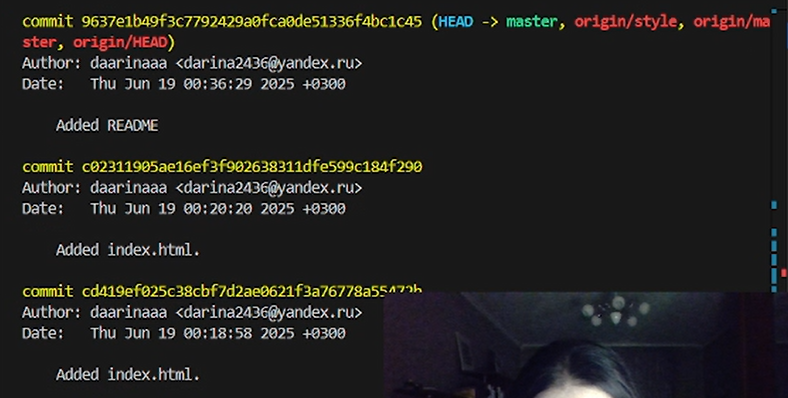 commit 9637e1b49f3c7792429a0fca0de51336f4bc1c45 (HEAD -> master, origin/style, origin/ma
ster, origin/HEAD)
Author: daarinaaa <darina2436@yandex.ru>
Date:   Thu Jun 19 00:36:29 2025 +0300
Added README
commit c02311905ae16ef3f902638311dfe599c184f290
Author: daarinaaa <darina2436@yandex.ru>
Date:   Thu Jun 19 00:20:20 2025 +0300
Added index.html.
commit cd419ef025c38cbf7d2ae0621f3a76778a55472b
Author: daarinaaa <darina2436@yandex.ru>
Date:   Thu Jun 19 00:18:58 2025 +0300
Added index.html.